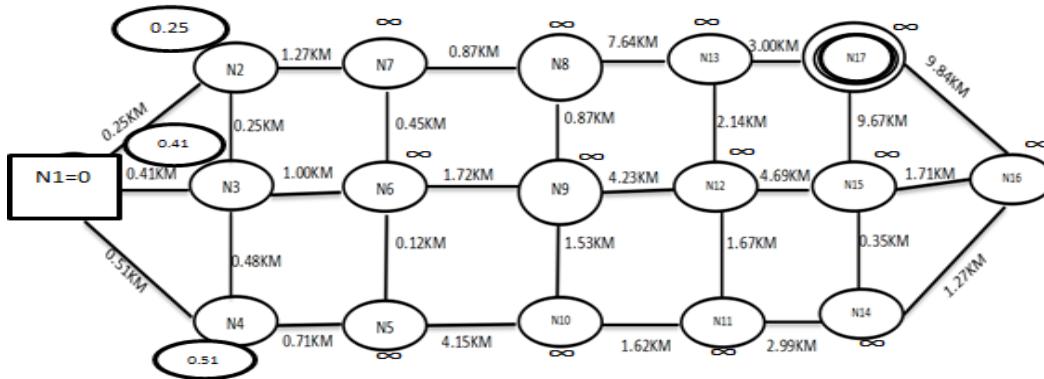 0.25
∞
∞
∞
∞
N2
1.27KM
N7
0.87KM
N8
7.64KM
N13
3.00KM
N17
9.84KM
0.25KM
0.25KM
0.45KM
0.87KM
2.14KM
9.67KM
0.41
∞
∞
∞
∞
∞
N1=0
0.41KM
N3
1.00KM
N6
1.72KM
N9
4.23KM
N12
4.69KM
N15
1.71KM
N16
0.51KM
0.48KM
0.12KM
1.53KM
1.67KM
0.35KM
1.27KM
N4
0.71KM
N5
4.15KM
N10
1.62KM
N11
2.99KM
N14
0.51
∞
∞
∞
∞